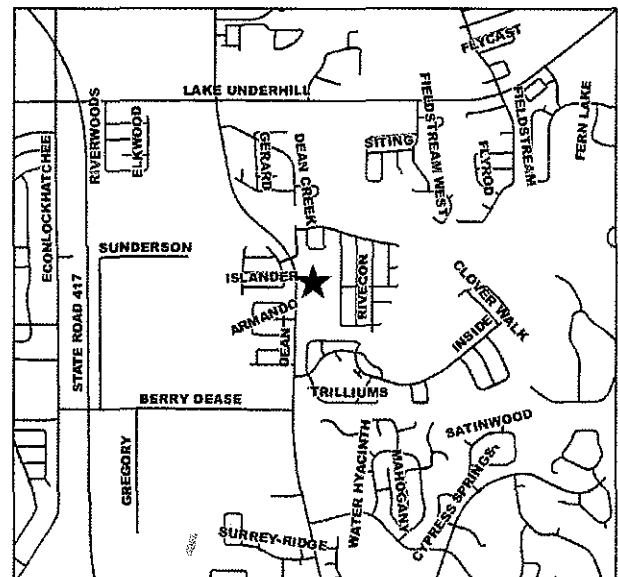 FLYCAST
LAKE UNDERHILL
RIVERWOODS
ELKWOOD
FIELDSTREAM WEST
FIELDSTREAM
FERN LAKE
ECONLOCKHATCHEE
GERARD
DEAN CREEK
SITING
FLYROD
SUNDERSON
ISLANDER
RIVECON
CLOVER WALK
STATE ROAD 417
ARMANDO
DEAN
INSIDE
TRILLIUMS
BERRY DEASE
GREGORY
WATER HYACINTH
MAHOGANY
SATINWOOD
CYPRESS SPRINGS
SURREY-RIDGE